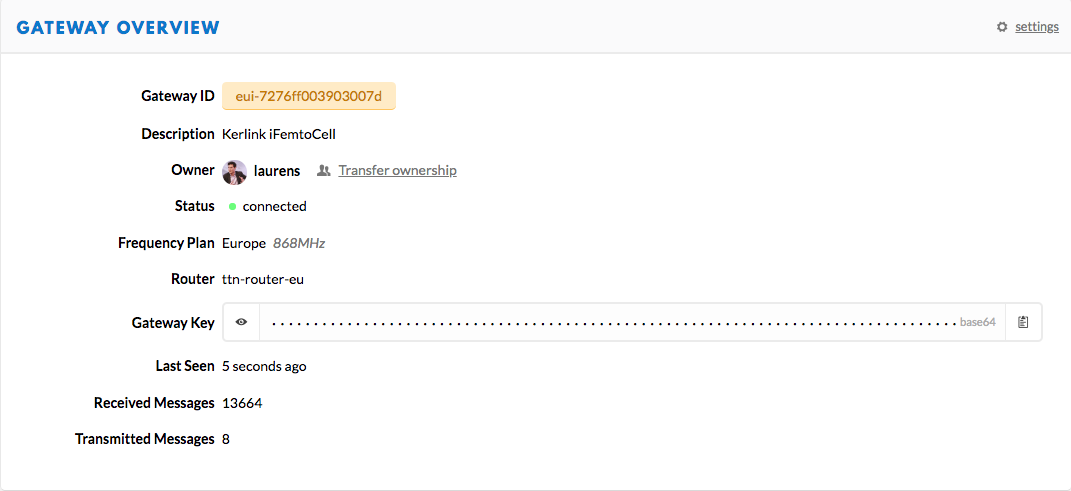 GATEWAY OVERVIEW settings
Gateway ID eui-7276ff003903007d
Description Kerlink iFemtoCell
Owner laurens Transfer ownership
Status connected
Frequency Plan Europe 868MHz
Router ttn-router-eu
Gateway Key base64
Last Seen 5 seconds ago
Received Messages 13664
Transmitted Messages 8